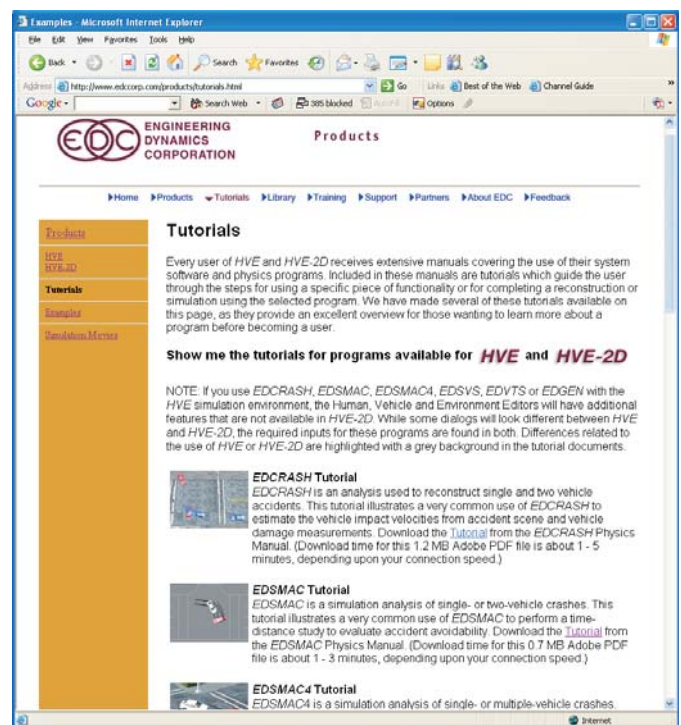 Examples - Microsoft Internet Explorer
File Edit View Favorites Tools Help
Back Search Favorites
Address http://www.edccorp.com/products/tutorials.html Go Links Best of the Web Channel Guide »
Google - Search Web 385 blocked Options
ENGINEERING
DYNAMICS
CORPORATION
EDC
Products
Home Products Tutorials Library Training Support Partners About EDC Feedback
Products
HVE
HVE-2D
Tutorials
Examples
Simulation Movies
Tutorials
Every user of HVE and HVE-2D receives extensive manuals covering the use of their system
software and physics programs. Included in these manuals are tutorials which guide the user
through the steps for using a specific piece of functionality or for completing a reconstruction or
simulation using the selected program. We have made several of these tutorials available on
this page, as they provide an excellent overview for those wanting to learn more about a
program before becoming a user.
Show me the tutorials for programs available for HVE and HVE-2D
NOTE: If you use EDCRASH, EDSMAC, EDSMAC4, EDSVS, EDVTS or EDGEN with the
HVE simulation environment, the Human, Vehicle and Environment Editors will have additional
features that are not available in HVE-2D. While some dialogs will look different between HVE
and HVE-2D, the required inputs for these programs are found in both. Differences related to
the use of HVE or HVE-2D are highlighted with a grey background in the tutorial documents.
EDCRASH Tutorial
EDCRASH is an analysis used to reconstruct single and two vehicle
accidents. This tutorial illustrates a very common use of EDCRASH to
estimate the vehicle impact velocities from accident scene and vehicle
damage measurements. Download the Tutorial from the EDCRASH Physics
Manual. (Download time for this 1.2 MB Adobe PDF file is about 1 - 5
minutes, depending upon your connection speed.)
EDSMAC Tutorial
EDSMAC is a simulation analysis of single- or two-vehicle crashes. This
tutorial illustrates a very common use of EDSMAC to perform a time-
distance study to evaluate accident avoidability. Download the Tutorial from
the EDSMAC Physics Manual. (Download time for this 0.7 MB Adobe PDF
file is about 1 - 3 minutes, depending upon your connection speed.)
EDSMAC4 Tutorial
EDSMAC4 is a simulation analysis of single- or multiple-vehicle crashes.
Internet